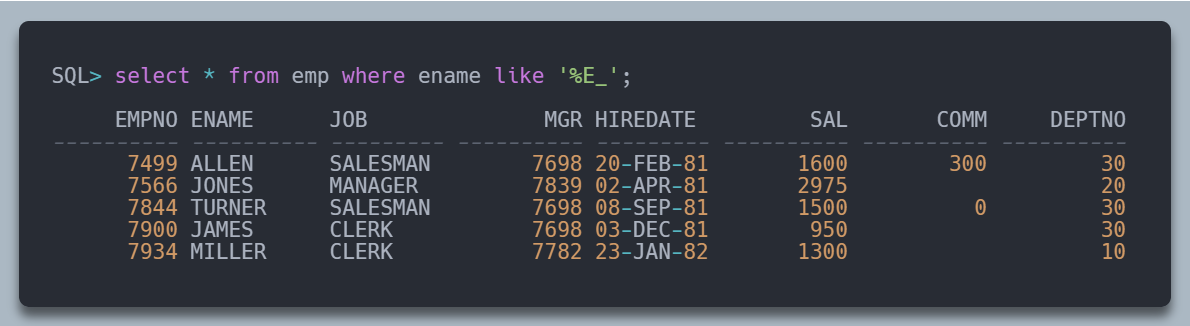 SQL> select * from emp where ename like '%E_';
     EMPNO ENAME      JOB              MGR HIREDATE         SAL       COMM     DEPTNO
---------- ---------- --------- ---------- --------- ---------- ---------- ----------
      7499 ALLEN      SALESMAN        7698 20-FEB-81       1600        300         30
      7566 JONES      MANAGER         7839 02-APR-81       2975                    20
      7844 TURNER     SALESMAN        7698 08-SEP-81       1500          0         30
      7900 JAMES      CLERK           7698 03-DEC-81        950                    30
      7934 MILLER     CLERK           7782 23-JAN-82       1300                    10